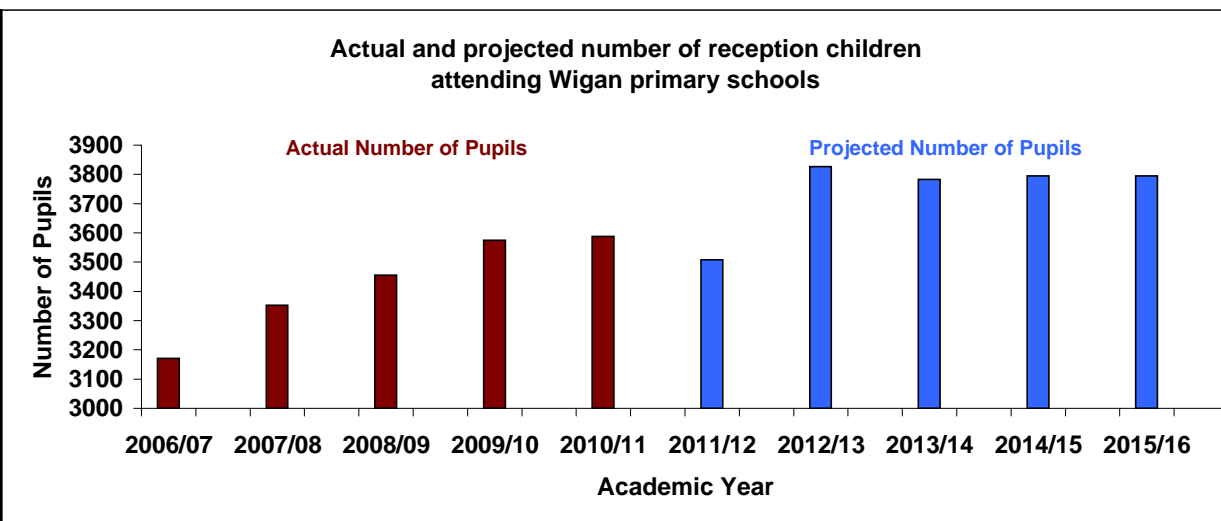 Actual and projected number of reception children
attending Wigan primary schools
Actual Number of Pupils
Projected Number of Pupils
Number of Pupils
3900
3800
3700
3600
3500
3400
3300
3200
3100
3000
2006/07 2007/08 2008/09 2009/10 2010/11 2011/12 2012/13 2013/14 2014/15 2015/16
Academic Year